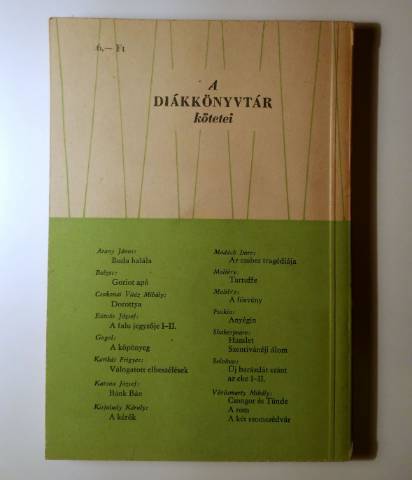 6,— Ft
A
DIÁKKÖNYVTÁR
kötetei
Arany János:
Buda halála
Balzac:
Goriot apó
Csokonai Vitéz Mihály:
Dorottya
Eötvös József:
A falu jegyzője I–II.
Gogol:
A köpönyeg
Karinthy Frigyes:
Válogatott elbeszélések
Katona József:
Bánk Bán
Kisfaludy Károly:
A kérők
Madách Imre:
Az ember tragédiája
Molière:
Tartuffe
Molière:
A fösvény
Puskin:
Anyégin
Shakespeare:
Hamlet
Szentivánéji álom
Solohov:
Új barázdát szánt
az eke I–II.
Vörösmarty Mihály:
Csongor és Tünde
A rom
A két szomszédvár